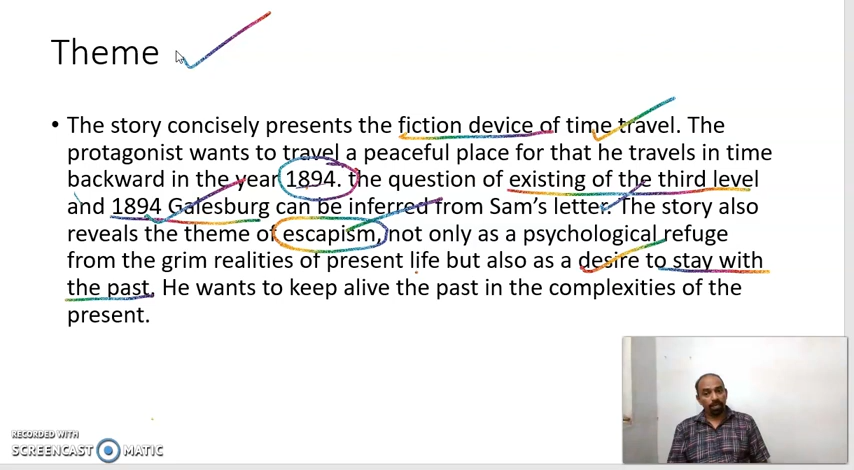 Theme
• The story concisely presents the fiction device of time travel. The
protagonist wants to travel a peaceful place for that he travels in time
backward in the year 1894. the question of existing of the third level
and 1894 Galesburg can be inferred from Sam's letter. The story also
reveals the theme of escapism, not only as a psychological refuge
from the grim realities of present life but also as a desire to stay with
the past. He wants to keep alive the past in the complexities of the
present.
RECORDED WITH
SCREENCAST MATIC